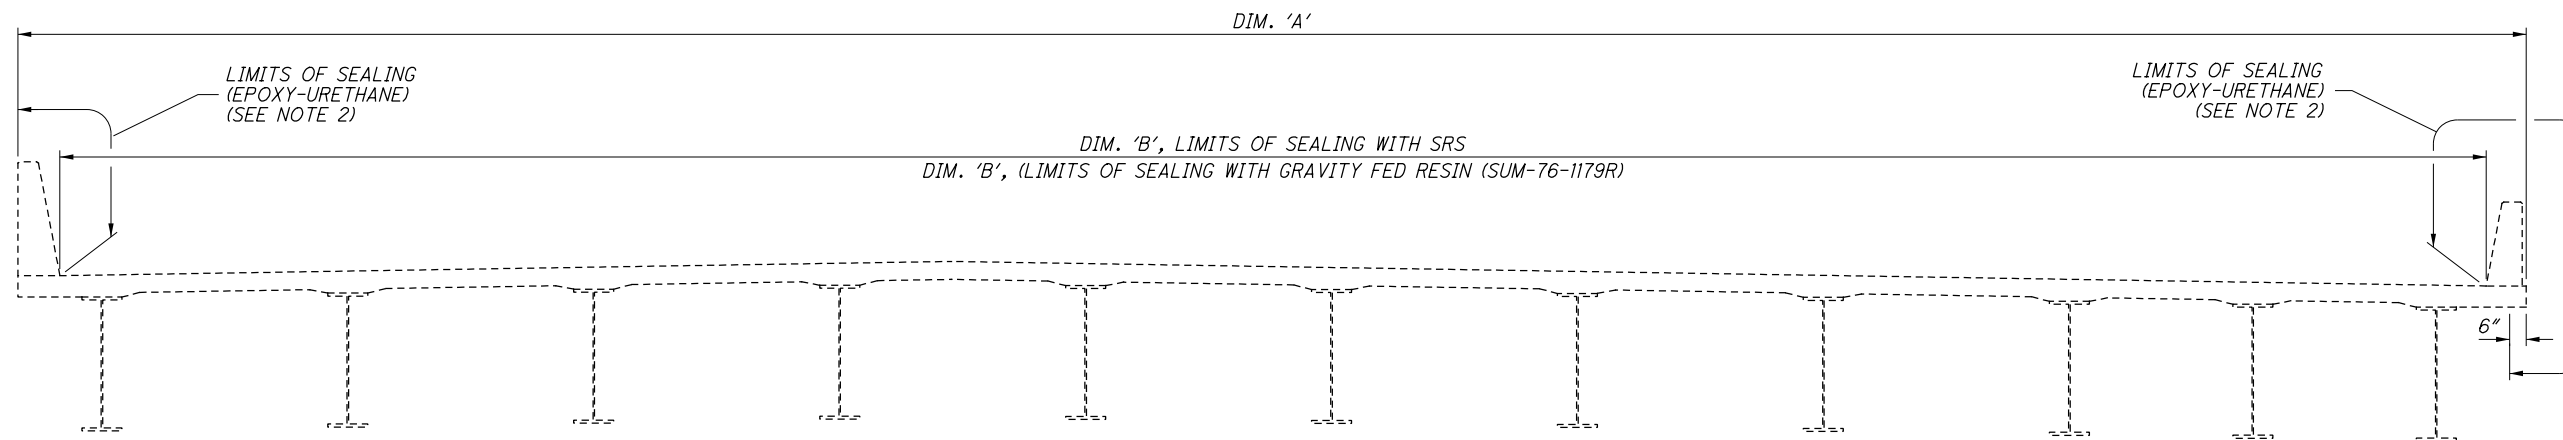 DIM. 'A'
LIMITS OF SEALING
(EPOXY-URETHANE)
(SEE NOTE 2)
LIMITS OF SEALING
(EPOXY-URETHANE)
(SEE NOTE 2)
DIM. 'B', LIMITS OF SEALING WITH SRS
DIM. 'B', (LIMITS OF SEALING WITH GRAVITY FED RESIN (SUM-76-1179R)
6"